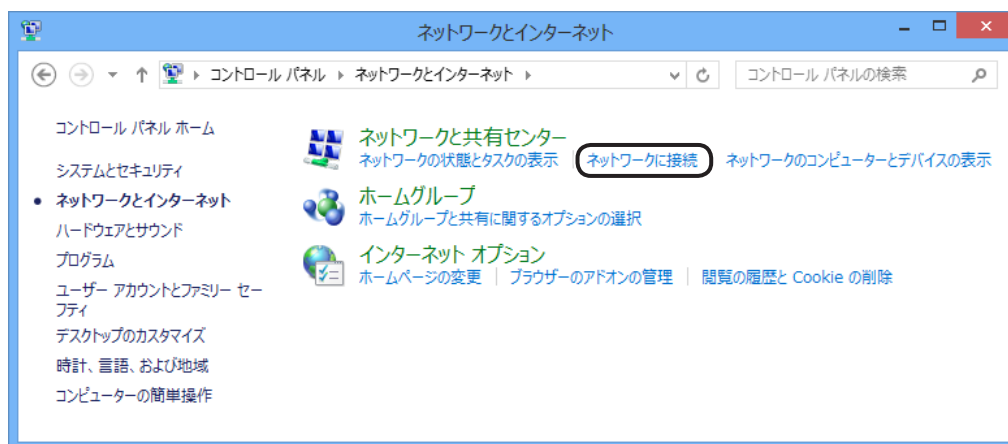 ネットワークとインターネット
コントロール パネル ネットワークとインターネット
コントロール パネルの検索
コントロール パネル ホーム
システムとセキュリティ
ネットワークとインターネット
ハードウェアとサウンド
プログラム
ユーザー アカウントとファミリー セー
フティ
デスクトップのカスタマイズ
時計、言語、および地域
コンピューターの簡単操作
ネットワークと共有センター
ネットワークの状態とタスクの表示 ネットワークに接続 ネットワークのコンピューターとデバイスの表示
ホームグループ
ホームグループと共有に関するオプションの選択
インターネット オプション
ホームページの変更 ブラウザーのアドオンの管理 閲覧の履歴と Cookie の削除